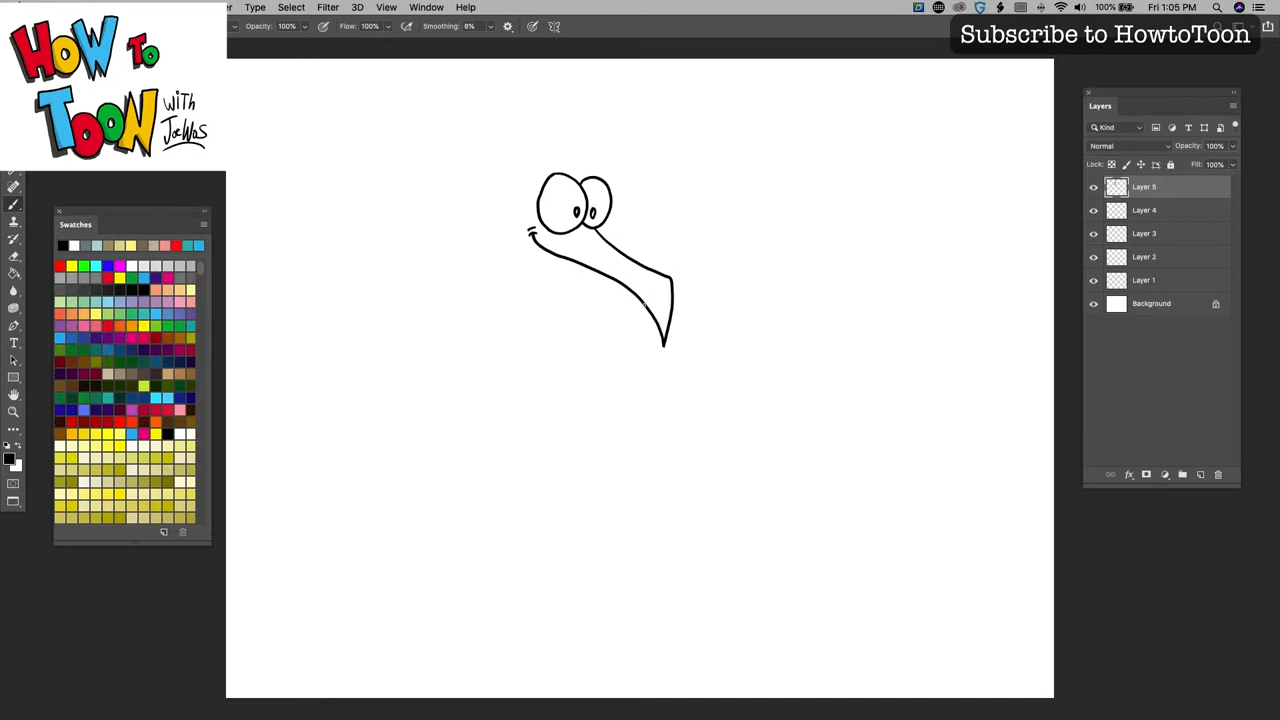 Type Select Filter 3D View Window Help
100% Fri 1:05 PM
Opacity: 100% Flow: 100% Smoothing: 8%
Subscribe to HowtoToon
HOW TO
TOON
WITH
JoeWos
Swatches
Layers
Kind
Normal Opacity: 100%
Lock: Fill: 100%
Layer 5
Layer 4
Layer 3
Layer 2
Layer 1
Background